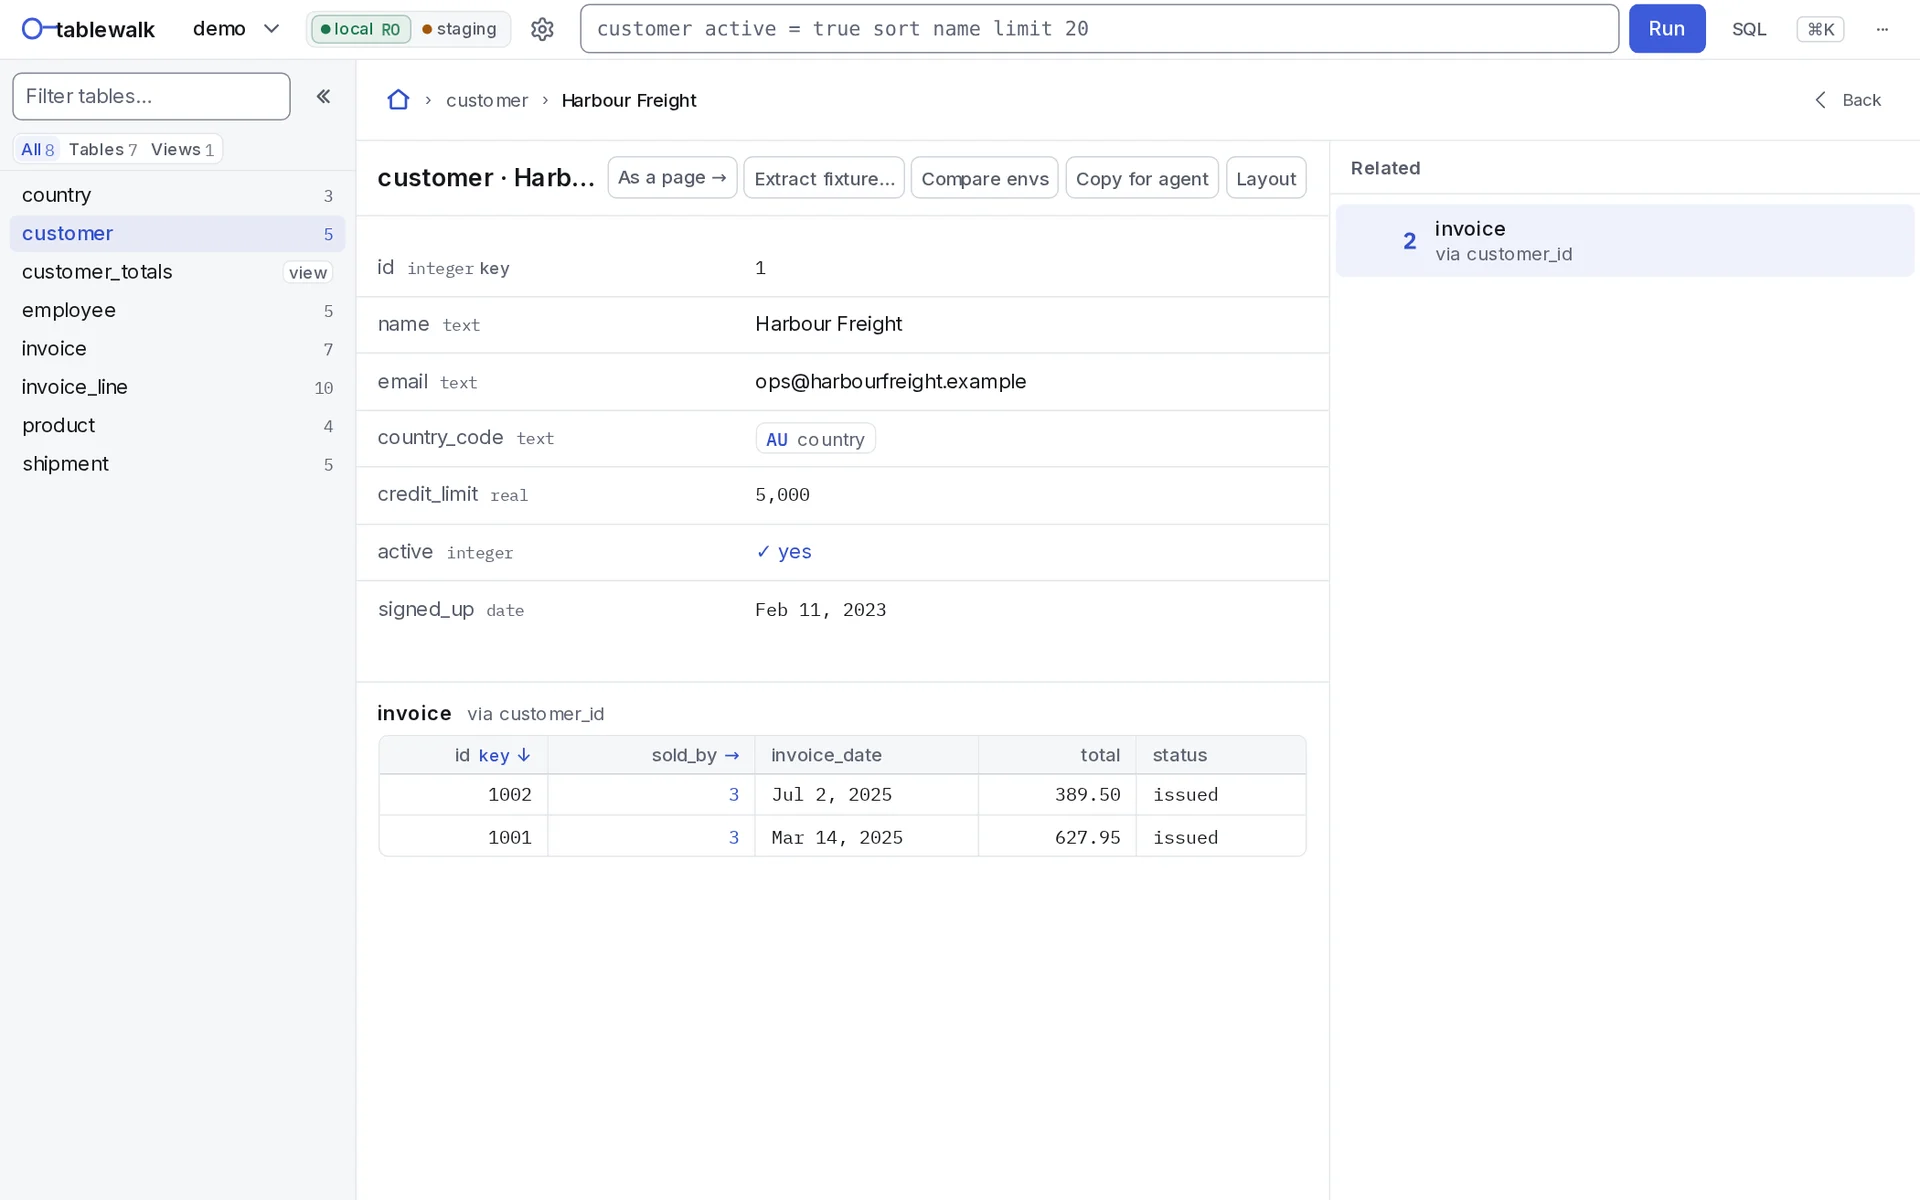 tablewalk demo local RO staging customer active = true sort name limit 20 Run SQL ⌘K ···
Filter tables... «
All 8 Tables 7 Views 1
country 3
customer 5
customer_totals view
employee 5
invoice 7
invoice_line 10
product 4
shipment 5
› customer › Harbour Freight Back
customer · Harb... As a page → Extract fixture... Compare envs Copy for agent Layout
id integer key 1
name text Harbour Freight
email text ops@harbourfreight.example
country_code text AU country
credit_limit real 5,000
active integer ✓ yes
signed_up date Feb 11, 2023
invoice via customer_id
id key ↓ sold_by → invoice_date total status
1002 3 Jul 2, 2025 389.50 issued
1001 3 Mar 14, 2025 627.95 issued
Related
2 invoice
via customer_id